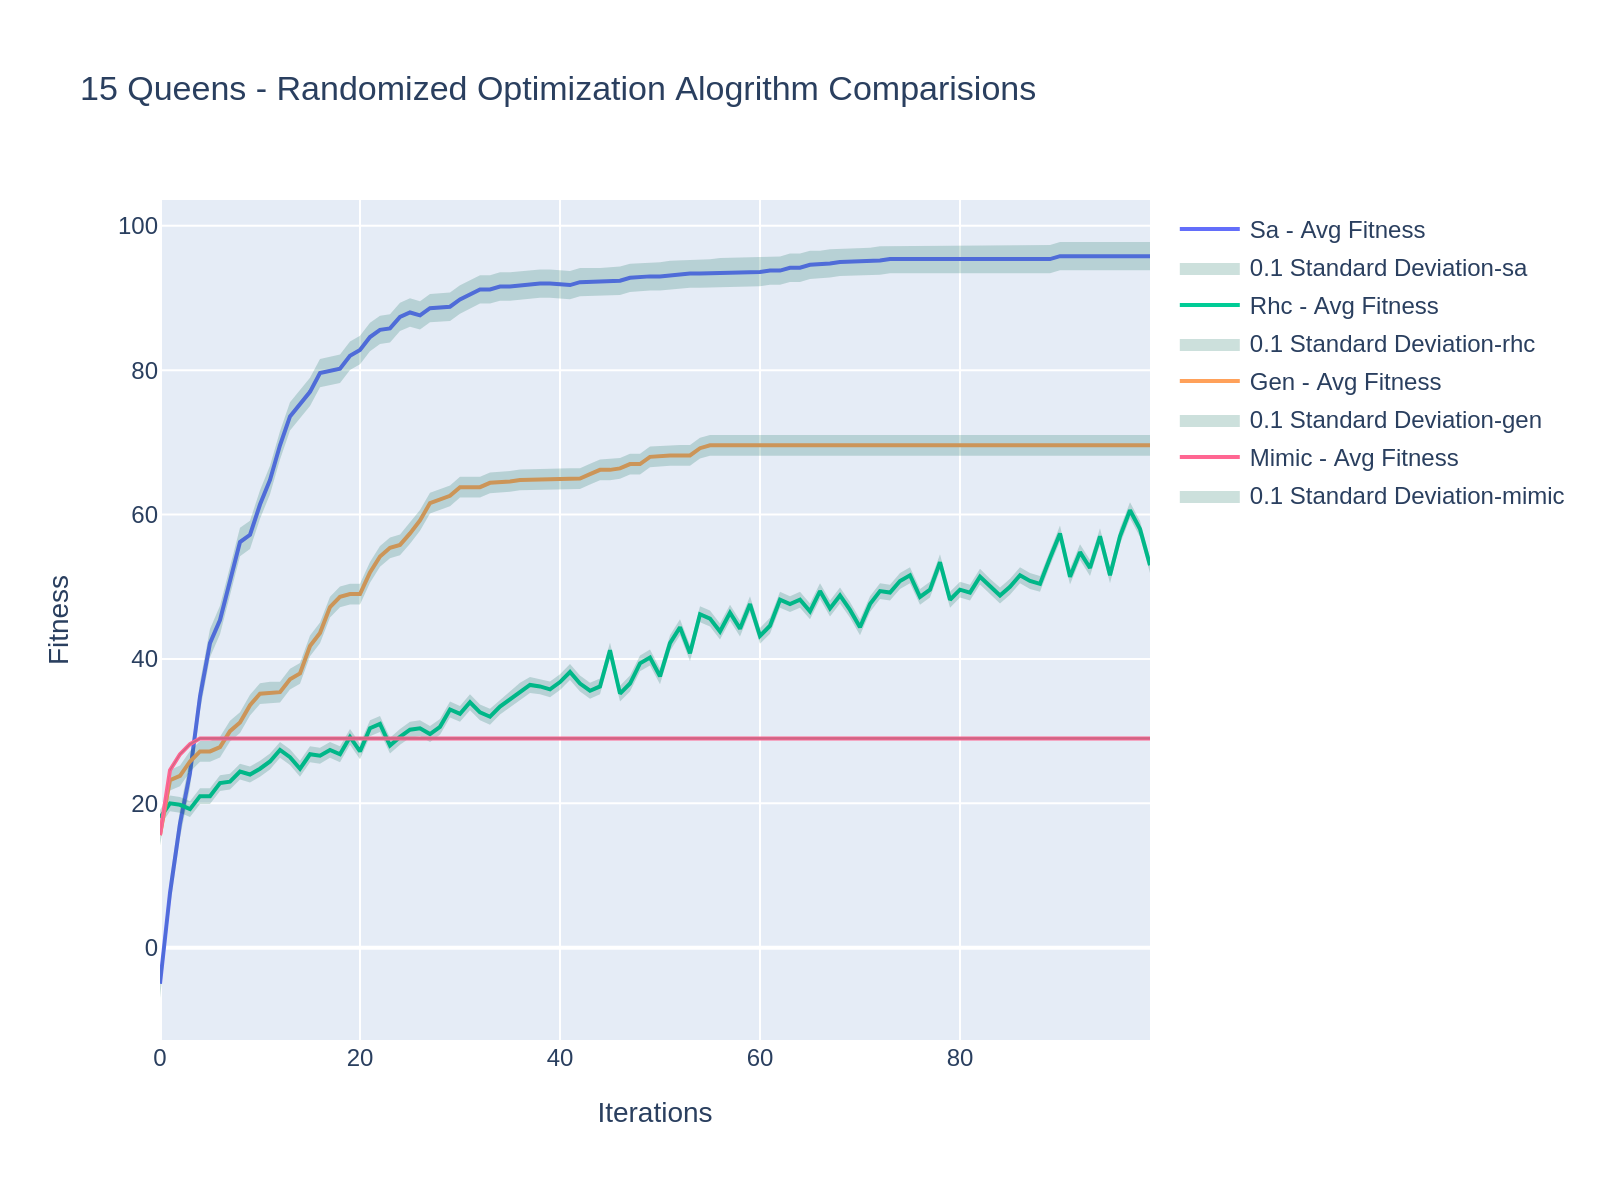 15 Queens - Randomized Optimization Alogrithm Comparisions
100
80
60
40
20
0
Fitness
0 20 40 60 80
Iterations
Sa - Avg Fitness
0.1 Standard Deviation-sa
Rhc - Avg Fitness
0.1 Standard Deviation-rhc
Gen - Avg Fitness
0.1 Standard Deviation-gen
Mimic - Avg Fitness
0.1 Standard Deviation-mimic